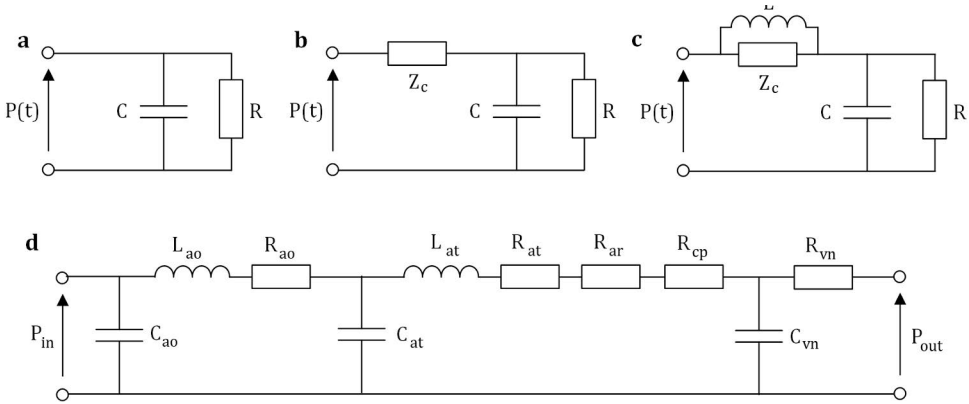 a
P(t)
C
R
b
Z_c
P(t)
C
R
c
L
Z_c
P(t)
C
R
d
L_ao
R_ao
L_at
R_at
R_ar
R_cp
R_vn
P_in
C_ao
C_at
C_vn
P_out